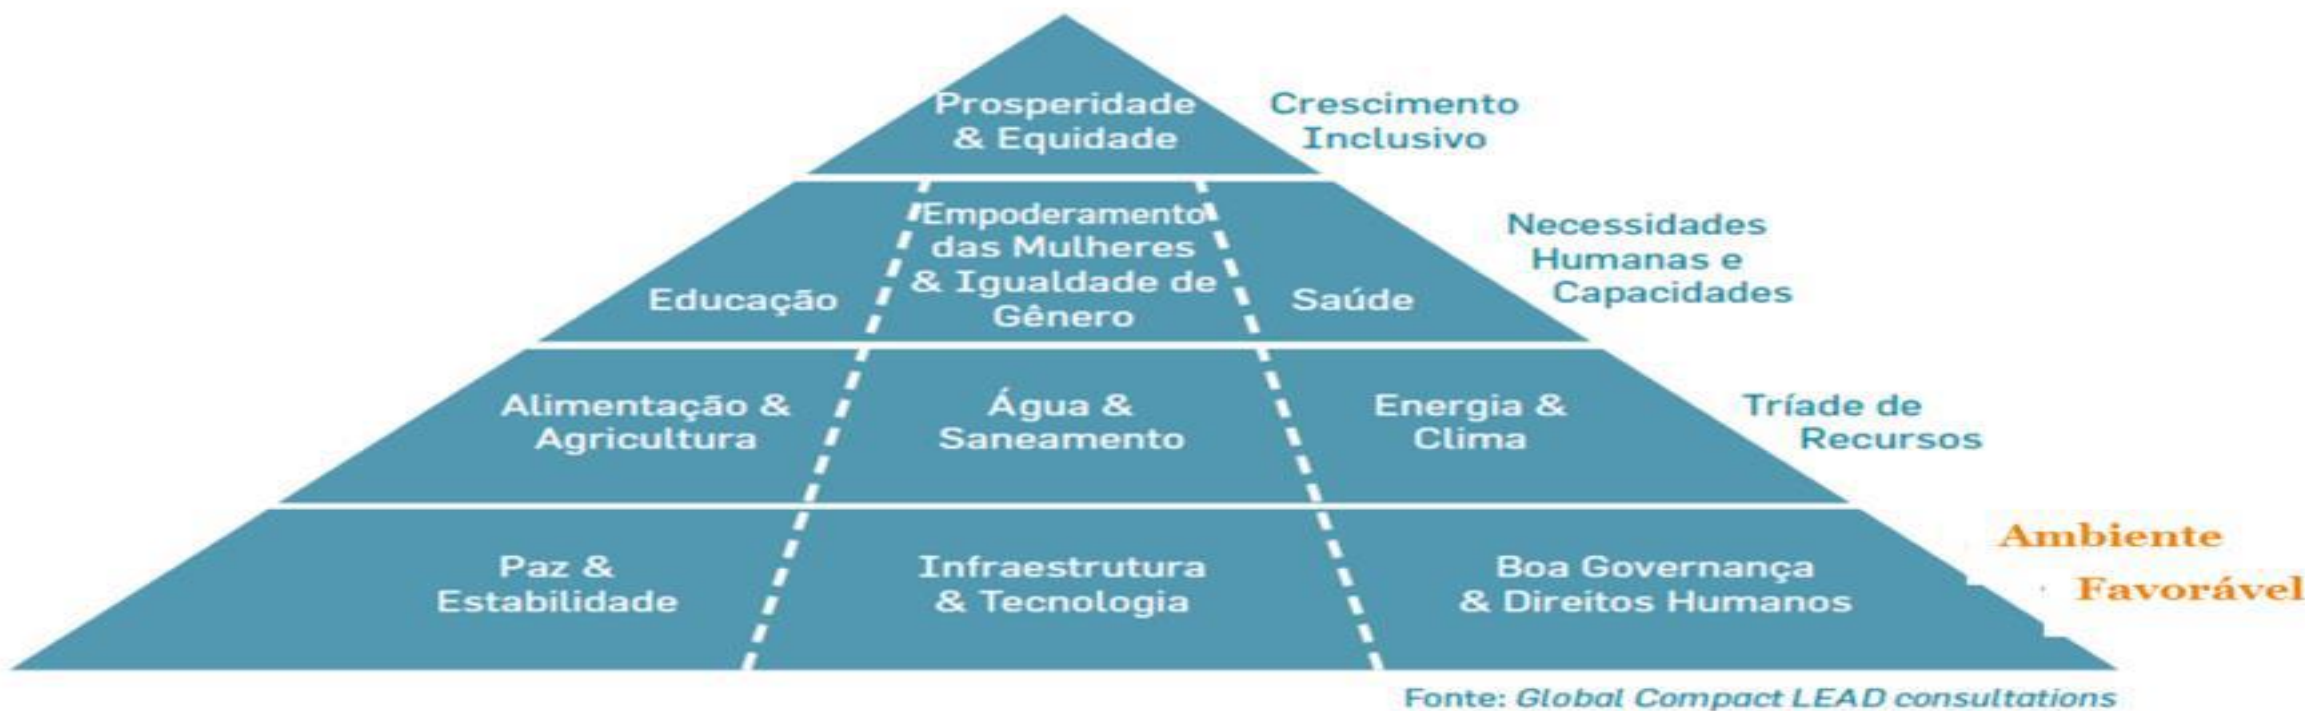 Prosperidade
& Equidade
Crescimento
Inclusivo
Educação
Empoderamento
das Mulheres
& Igualdade de
Gênero
Saúde
Necessidades
Humanas e
Capacidades
Alimentação &
Agricultura
Água &
Saneamento
Energia &
Clima
Tríade de
Recursos
Paz &
Estabilidade
Infraestrutura
& Tecnologia
Boa Governança
& Direitos Humanos
Ambiente
Favorável
Fonte: Global Compact LEAD consultations